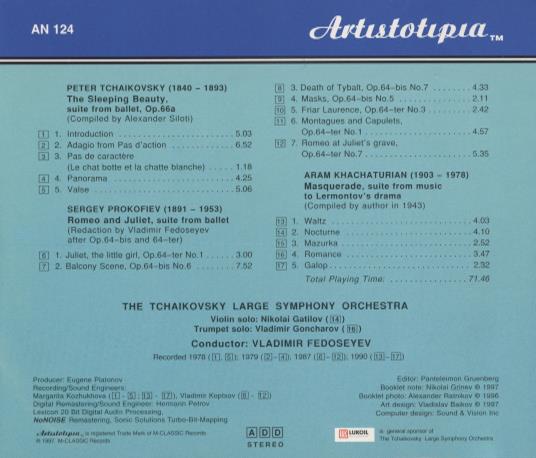 AN 124
Artistotipia ™
PETER TCHAIKOVSKY (1840 – 1893)
The Sleeping Beauty,
suite from ballet, Op.66a
(Compiled by Alexander Siloti)
1 1. Introduction 5.03
2 2. Adagio from Pas d'action 6.52
3 3. Pas de caractère
(Le chat botte et la chatte blanche) 1.18
4 4. Panorama 4.25
5 5. Valse 5.06
SERGEY PROKOFIEV (1891 – 1953)
Romeo and Juliet, suite from ballet
(Redaction by Vladimir Fedoseyev
after Op.64-bis and 64-ter)
6 1. Juliet, the little girl, Op.64-ter No.1 3.00
7 2. Balcony Scene, Op.64-bis No.6 7.52
8 3. Death of Tybalt, Op.64-bis No.7 4.33
9 4. Masks, Op.64-bis No.5 2.11
10 5. Friar Laurence, Op.64-ter No.3 2.42
11 6. Montagues and Capulets,
Op.64-ter No.1 4.57
12 7. Romeo at Juliet's grave,
Op.64-ter No.7 5.35
ARAM KHACHATURIAN (1903 – 1978)
Masquerade, suite from music
to Lermontov's drama
(Compiled by author in 1943)
13 1. Waltz 4.03
14 2. Nocturne 4.10
15 3. Mazurka 2.52
16 4. Romance 3.47
17 5. Galop 2.32
Total Playing Time: 71.46
THE TCHAIKOVSKY LARGE SYMPHONY ORCHESTRA
Violin solo: Nikolai Gatilov (14)
Trumpet solo: Vladimir Goncharov (16)
Conductor: VLADIMIR FEDOSEYEV
Recorded 1978 (1, 5); 1979 (2-4); 1987 (6-12); 1990 (13-17)
Producer: Eugene Platonov
Recording/Sound Engineers:
Margarita Kozhukhova (1 - 5; 13 - 17), Vladimir Koptsov (6 - 12)
Digital Remastering/Sound Engineer: Hermann Petrov
Lexicon 20 Bit Digital Audio Processing,
NoNOISE Remastering, Sonic Solutions Turbo-Bit-Mapping
Artistotipia™ is registered Trade Mark of M-CLASSIC Records
© 1997. M-CLASSIC Records
ADD
STEREO
Editor: Panteleimon Gruenberg
Booklet note: Nikolai Grinev © 1997
Booklet photo: Alexander Ratnikov © 1996
Art design: Vladislav Baikov © 1997
Computer design: Sound & Vision Inc
LUKOIL is general sponsor of
The Tchaikovsky Large Symphony Orchestra